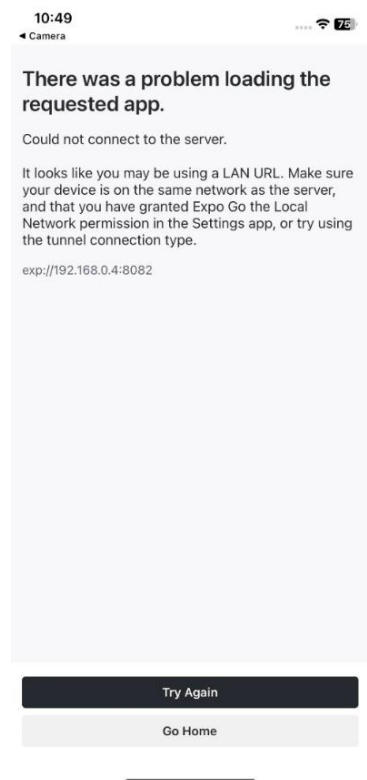 10:49
75
◀ Camera
There was a problem loading the
requested app.
Could not connect to the server.
It looks like you may be using a LAN URL. Make sure
your device is on the same network as the server,
and that you have granted Expo Go the Local
Network permission in the Settings app, or try using
the tunnel connection type.
exp://192.168.0.4:8082
Try Again
Go Home